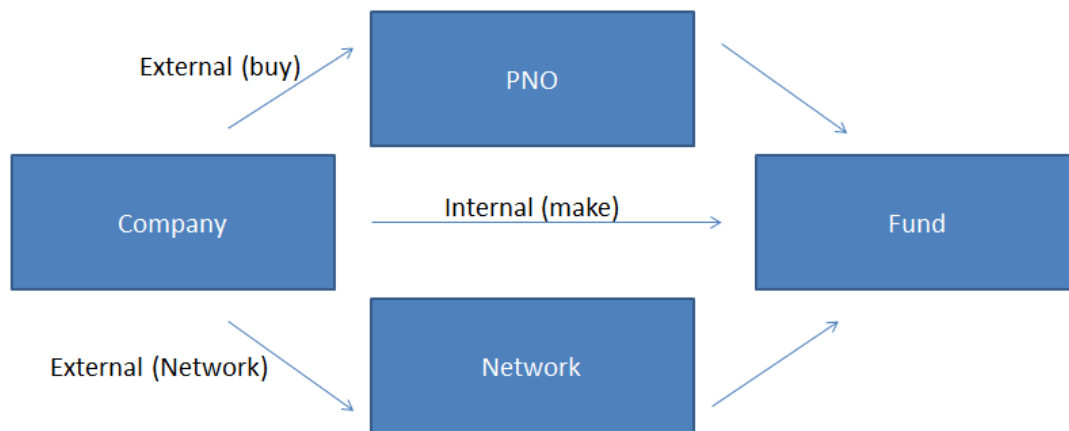 External (buy)
PNO
Company
Internal (make)
Fund
External (Network)
Network